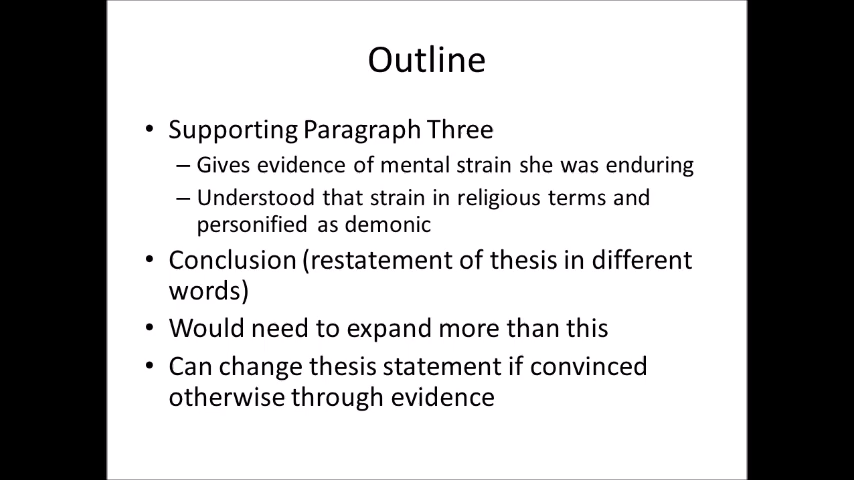 Outline
• Supporting Paragraph Three
– Gives evidence of mental strain she was enduring
– Understood that strain in religious terms and
personified as demonic
• Conclusion (restatement of thesis in different
words)
• Would need to expand more than this
• Can change thesis statement if convinced
otherwise through evidence